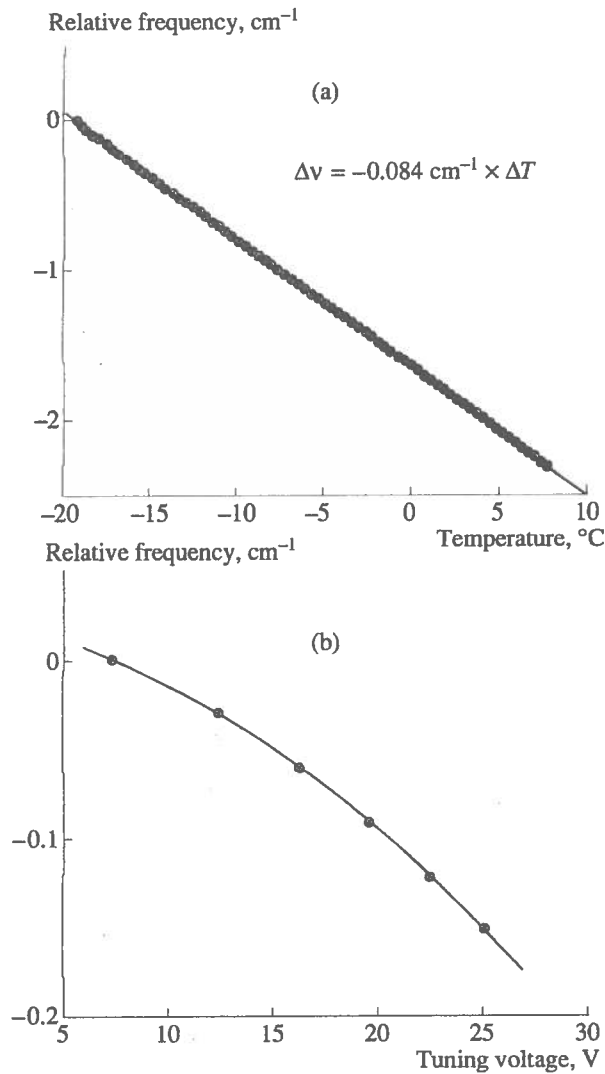 Relative frequency, cm⁻¹
(a)
0
Δν = −0.084 cm⁻¹ × ΔT
−1
−2
−20 −15 −10 −5 0 5 10
Temperature, °C
Relative frequency, cm⁻¹
(b)
0
−0.1
−0.2
5 10 15 20 25 30
Tuning voltage, V